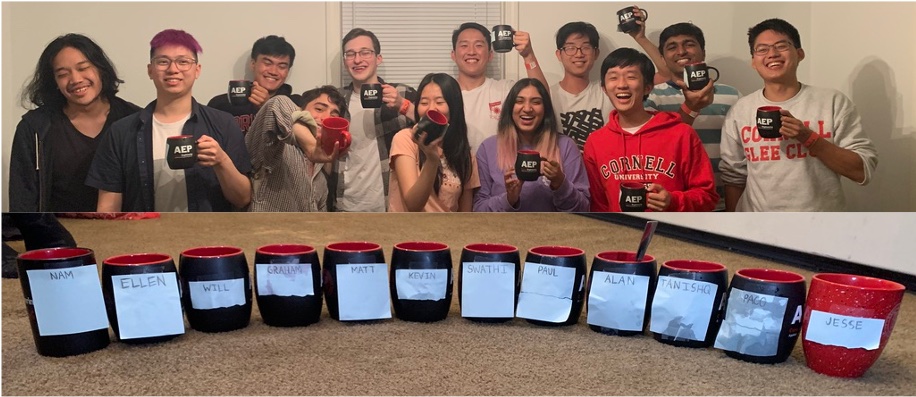 AEP
AEP
AEP
AEP
AEP
AEP
AEP
AEP
CORNELL
UNIVERSITY
CORNELL
GLEE CLUB
NAM
ELLEN
WILL
GRAHAM
MATT
KEVIN
SWATHI
PAUL
ALAN
TANISHQ
PACO
JESSE